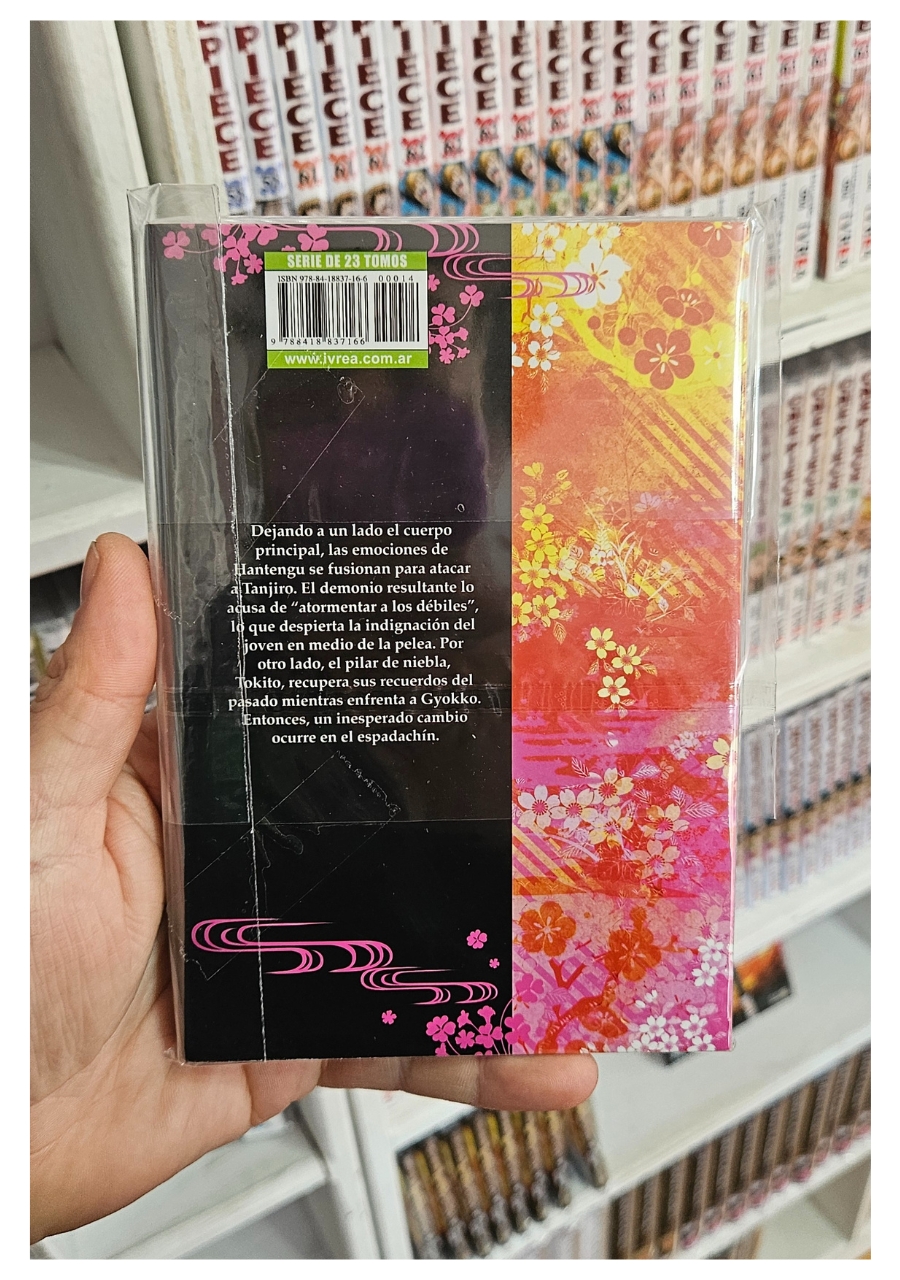 PIECE PIECE PIECE PIECE PIECE PIECE PIECE PIECE
SERIE DE 23 TOMOS
ISBN 978-84-18837-16-6 00014
9 788418 837166
www.ivrea.com.ar
Dejando a un lado el cuerpo
principal, las emociones de
Hantengu se fusionan para atacar
a Tanjiro. El demonio resultante lo
acusa de “atormentar a los débiles”,
lo que despierta la indignación del
joven en medio de la pelea. Por
otro lado, el pilar de niebla,
Tokito, recupera sus recuerdos del
pasado mientras enfrenta a Gyokko.
Entonces, un inesperado cambio
ocurre en el espadachín.